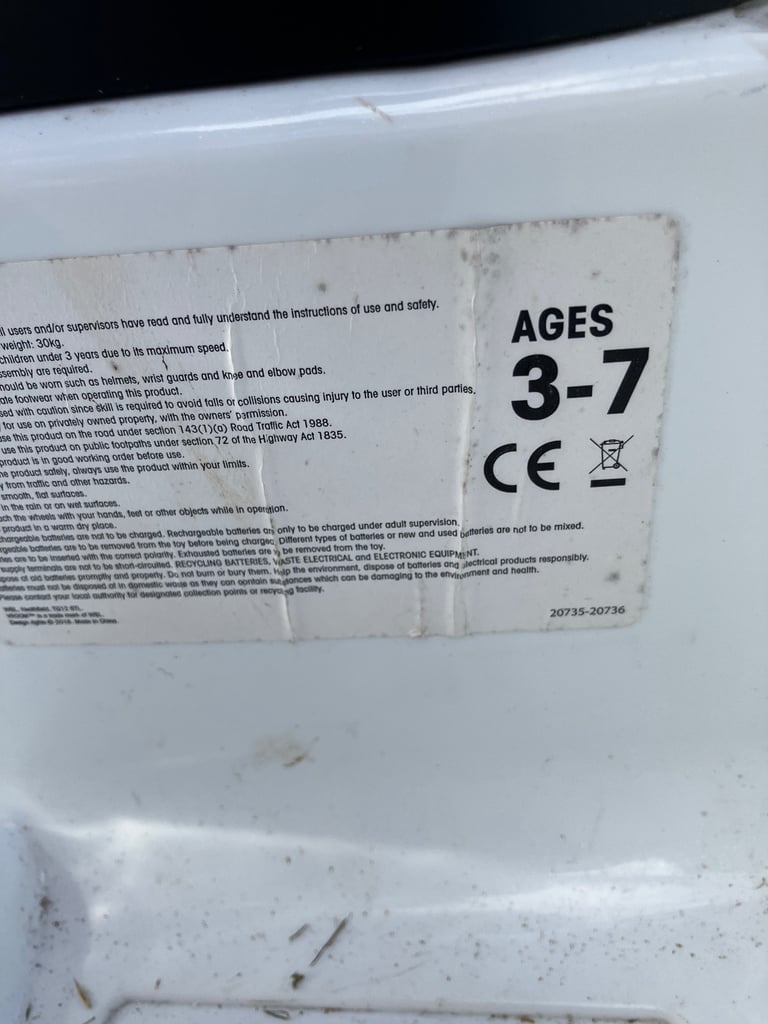 ll users and/or supervisors have read and fully understand the instructions of use and safety.
weight: 30kg.
children under 3 years due to its maximum speed.
ssembly are required.
hould be worn such as helmets, wrist guards and knee and elbow pads.
ate footwear when operating this product.
sed with caution since skill is required to avoid falls or collisions causing injury to the user or third parties.
for use on privately owned property, with the owners' permission.
use this product on the road under section 143(1)(a) Road Traffic Act 1988.
use this product on public footpaths under section 72 of the Highway Act 1835.
product is in good working order before use.
he product safely, always use the product within your limits.
y from traffic and other hazards.
smooth, flat surfaces.
in the rain or on wet surfaces.
ch the wheels with your hands, feet or other objects while in operation.
product in a warm dry place.
chargeable batteries are not to be charged. Rechargeable batteries are only to be charged under adult supervision.
rgeable batteries are to be removed from the toy before being charged. Different types of batteries or new and used batteries are not to be mixed.
ries are to be inserted with the correct polarity. Exhausted batteries are be removed from the toy.
supply terminals are not to be short-circuited. RECYCLING BATTERIES, WASTE ELECTRICAL and ELECTRONIC EQUIPMENT.
pose of old batteries promptly and properly. Do not burn or bury them. Help the environment, dispose of batteries and electrical products responsibly.
atteries must not be disposed of in domestic waste as they can contain substances which can be damaging to the environment and health.
Please contact your local authority for designated collection points or recycling facility.
Made in China.
AGES
3-7
CE
20735-20736